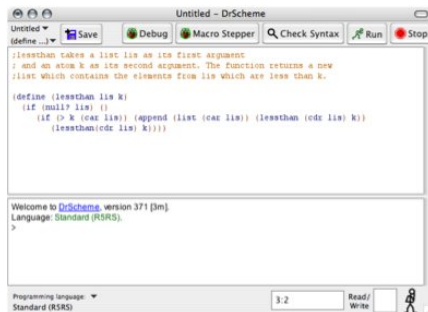 Untitled - DrScheme
Untitled
(define ...)
Save
Debug
Macro Stepper
Check Syntax
Run
Stop
;lessthan takes a list lis as its first argument
; and an atom k as its second argument. The function returns a new
;list which contains the elements from lis which are less than k.
(define (lessthan lis k)
(if (null? lis) ()
(if (> k (car lis)) (append (list (car lis)) (lessthan (cdr lis) k))
(lessthan(cdr lis) k))))
Welcome to DrScheme, version 371 [3m].
Language: Standard (R5RS).
>
Programming language:
Standard (R5RS)
3:2
Read/
Write